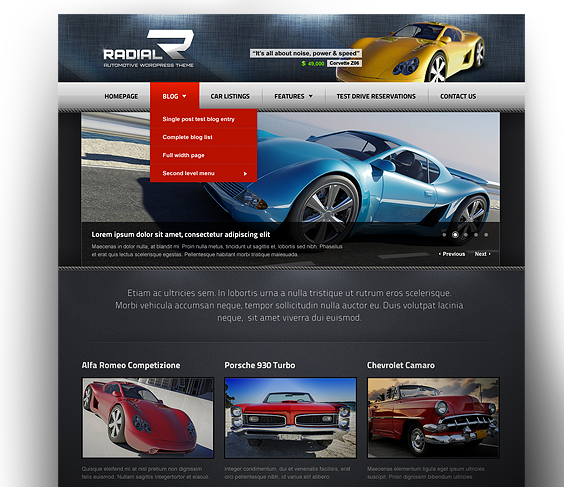 RADIAL
AUTOMOTIVE WORDPRESS THEME
"It's all about noise, power & speed"
$ 49,000 Corvette Z06
HOMEPAGE BLOG CAR LISTINGS FEATURES TEST DRIVE RESERVATIONS CONTACT US
Single post test blog entry
Complete blog list
Full width page
Second level menu
Lorem ipsum dolor sit amet, consectetur adipiscing elit
Maecenas in dolor nulla, at blandit mi. Proin nulla metus, tincidunt ut sagittis et, lobortis sed nibh. Phasellus
et erat quis lectus scelerisque egestas. Pellentesque habitant morbi tristique malesuada.
Previous Next
Etiam ac ultricies sem. In lobortis urna a nulla tristique ut rutrum eros scelerisque.
Morbi vehicula accumsan neque, tempor sollicitudin nulla auctor eu. Duis volutpat lacinia
neque, sit amet viverra dui euismod.
Alfa Romeo Competizione
Porsche 930 Turbo
Chevrolet Camaro
Quisque eleifend mi at nisl pretium non dignissim
felis euismod. Nullam sagittis integertortor et eiaculi.
Integer condimentum, dui et venenatis facilisis, erat
orci pellentesque nibh, id varius elit
Maecenas elementum ligula eget ipsum ultricies
suscipit. Proin dignissim bibendum ultricies